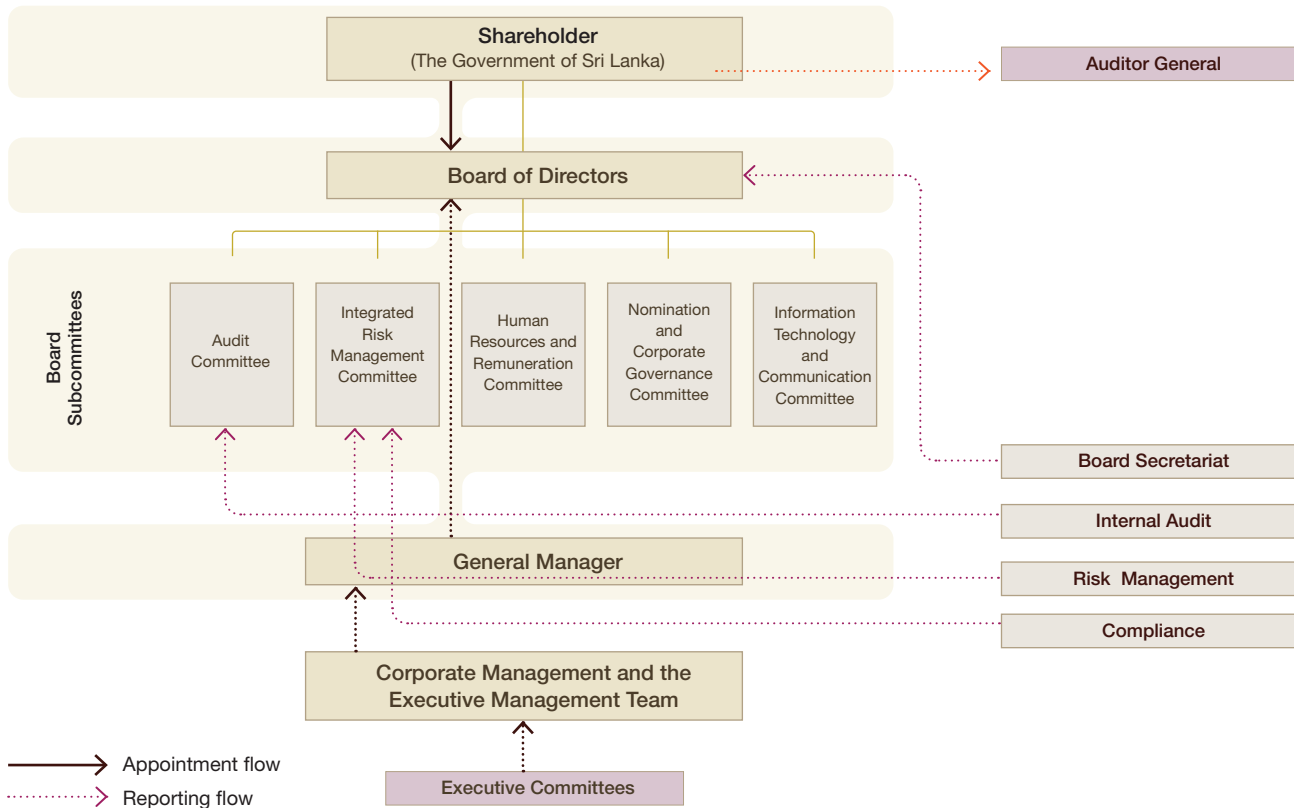 Shareholder
(The Government of Sri Lanka)
Auditor General
Board of Directors
Board
Subcommittees
Audit
Committee
Integrated
Risk
Management
Committee
Human
Resources and
Remuneration
Committee
Nomination
and
Corporate
Governance
Committee
Information
Technology
and
Communication
Committee
Board Secretariat
Internal Audit
General Manager
Risk Management
Compliance
Corporate Management and the
Executive Management Team
Executive Committees
Appointment flow
Reporting flow